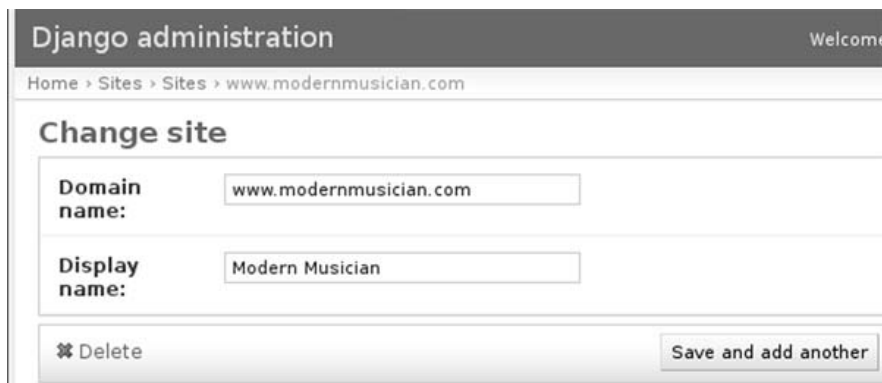 Django administration
Welcome
Home › Sites › Sites › www.modernmusician.com
Change site
Domain name:
www.modernmusician.com
Display name:
Modern Musician
Delete
Save and add another